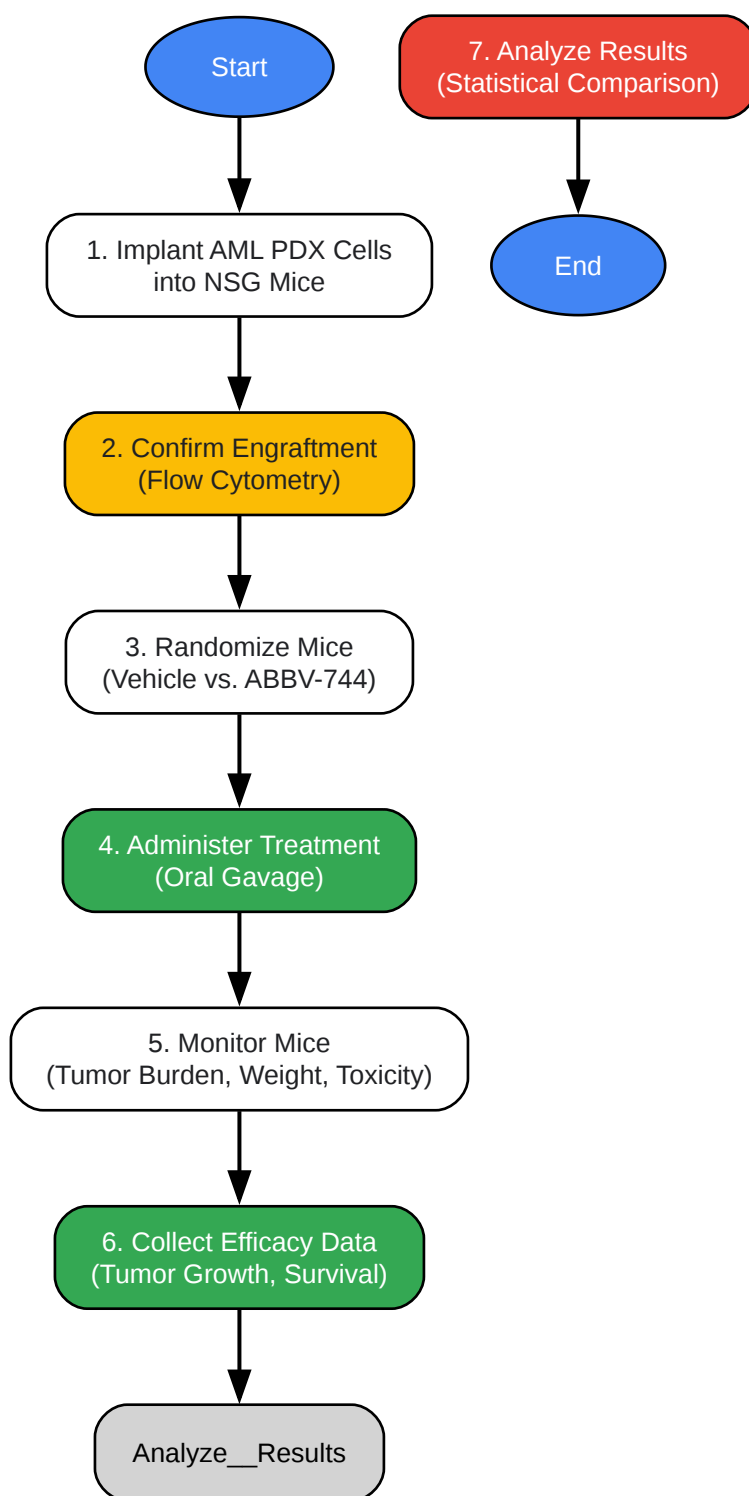 Start
1. Implant AML PDX Cells
into NSG Mice
2. Confirm Engraftment
(Flow Cytometry)
3. Randomize Mice
(Vehicle vs. ABBV-744)
4. Administer Treatment
(Oral Gavage)
5. Monitor Mice
(Tumor Burden, Weight, Toxicity)
6. Collect Efficacy Data
(Tumor Growth, Survival)
Analyze__Results
7. Analyze Results
(Statistical Comparison)
End